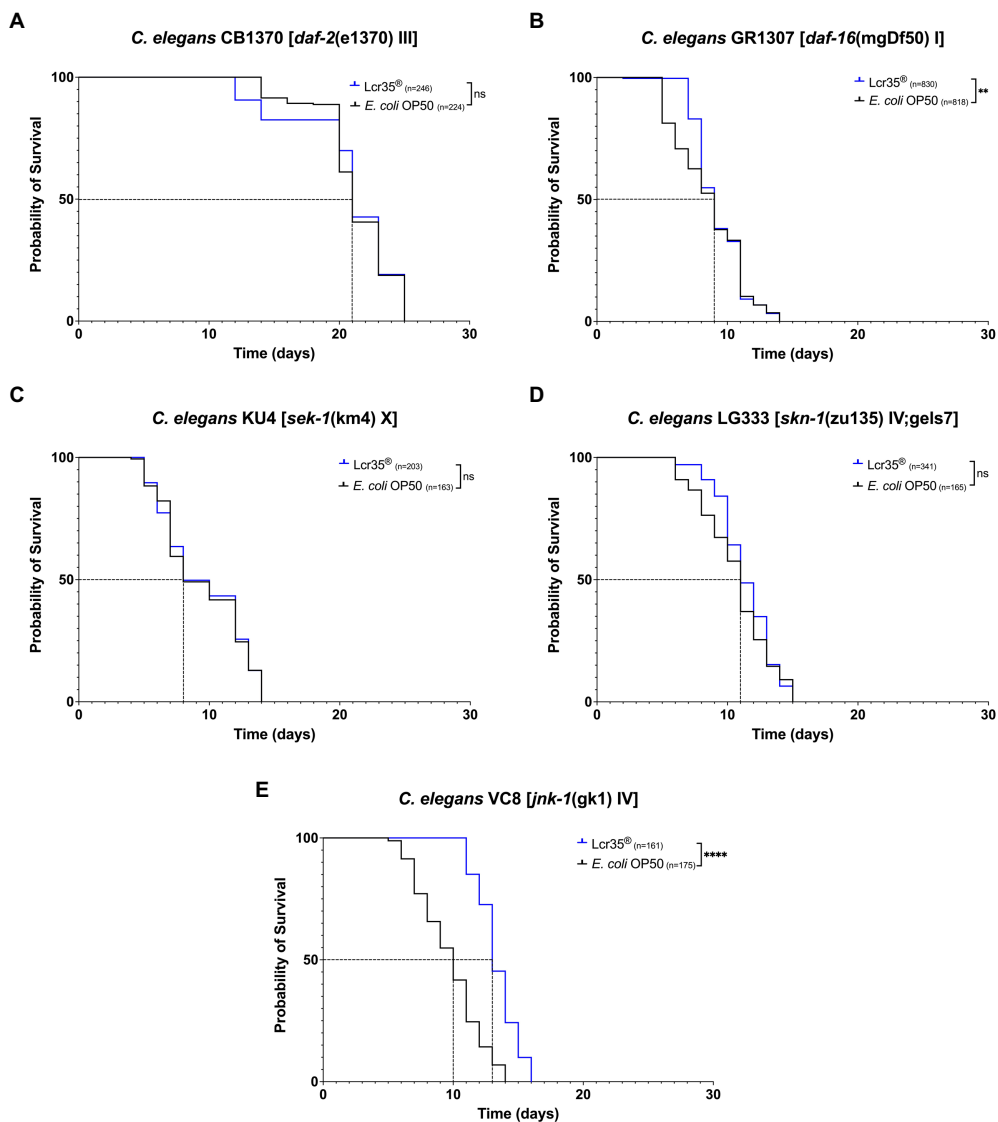 A
C. elegans CB1370 [daf-2(e1370) III]
Probability of Survival
100
50
0
0 10 20 30
Time (days)
Lcr35® (n=246)
E. coli OP50 (n=224)
ns
B
C. elegans GR1307 [daf-16(mgDf50) I]
Probability of Survival
100
50
0
0 10 20 30
Time (days)
Lcr35® (n=830)
E. coli OP50 (n=818)
**
C
C. elegans KU4 [sek-1(km4) X]
Probability of Survival
100
50
0
0 10 20 30
Time (days)
Lcr35® (n=203)
E. coli OP50 (n=163)
ns
D
C. elegans LG333 [skn-1(zu135) IV;gels7]
Probability of Survival
100
50
0
0 10 20 30
Time (days)
Lcr35® (n=341)
E. coli OP50 (n=165)
ns
E
C. elegans VC8 [jnk-1(gk1) IV]
Probability of Survival
100
50
0
0 10 20 30
Time (days)
Lcr35® (n=161)
E. coli OP50 (n=175)
****